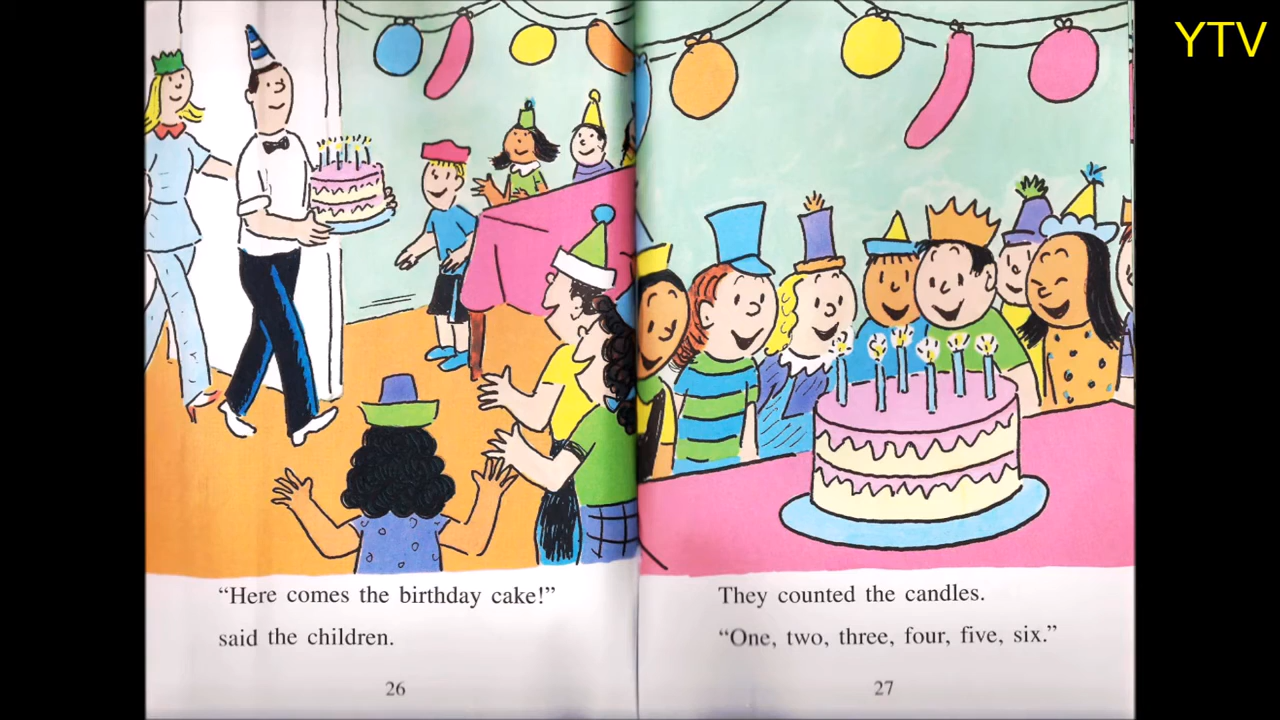 YTV
“Here comes the birthday cake!”
said the children.
26
They counted the candles.
“One, two, three, four, five, six.”
27